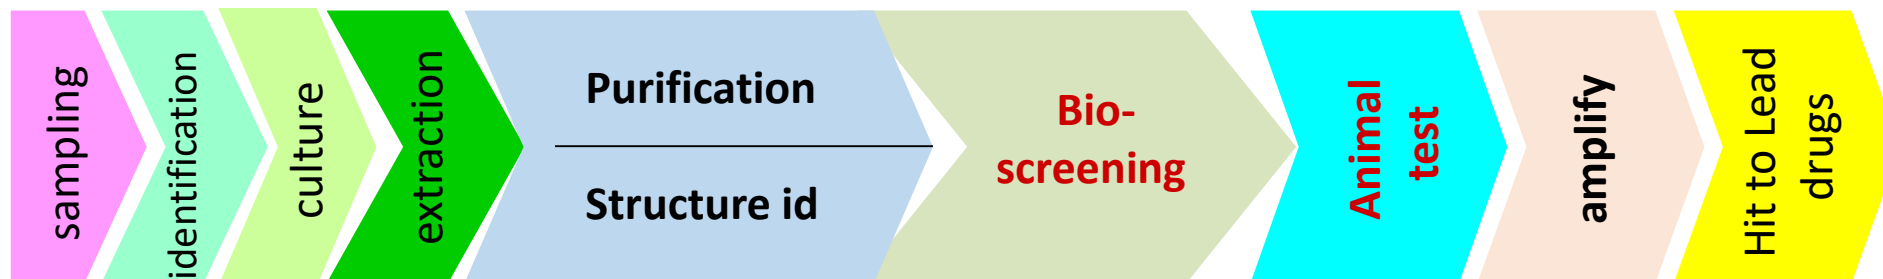 sampling
identification
culture
extraction
Purification
Structure id
Bio-
screening
Animal
test
amplify
Hit to Lead
drugs